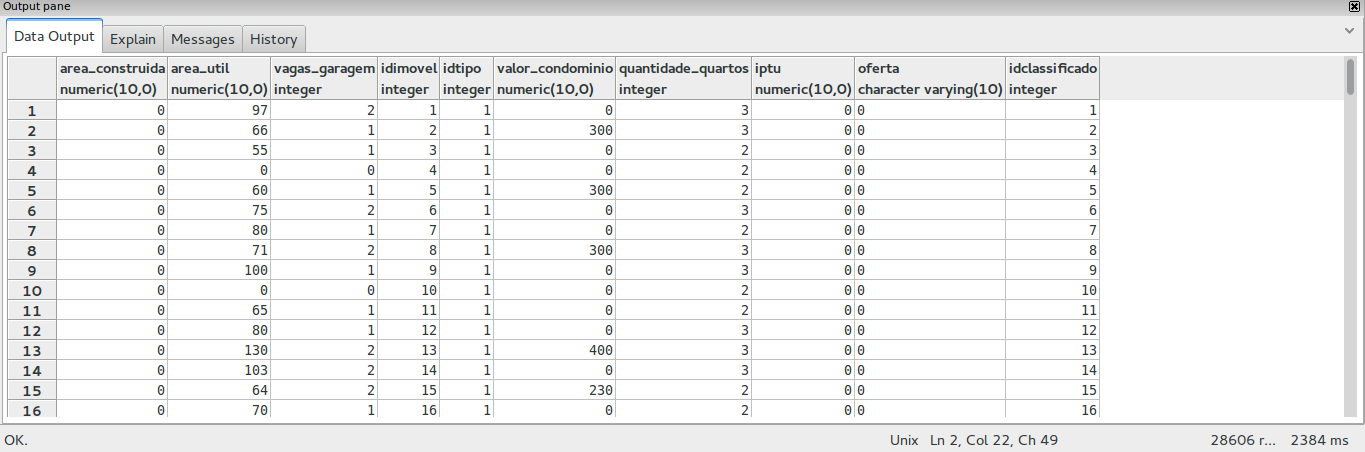 Output pane
Data Output Explain Messages History
area_construida area_util vagas_garagem idimovel idtipo valor_condominio quantidade_quartos iptu oferta idclassificado
numeric(10,0) numeric(10,0) integer integer integer numeric(10,0) integer numeric(10,0) character varying(10) integer
1 0 97 2 1 1 0 3 0 0 1
2 0 66 1 2 1 300 3 0 0 2
3 0 55 1 3 1 0 2 0 0 3
4 0 0 0 4 1 0 2 0 0 4
5 0 60 1 5 1 300 2 0 0 5
6 0 75 2 6 1 0 3 0 0 6
7 0 80 1 7 1 0 2 0 0 7
8 0 71 2 8 1 300 3 0 0 8
9 0 100 1 9 1 0 3 0 0 9
10 0 0 0 10 1 0 2 0 0 10
11 0 65 1 11 1 0 2 0 0 11
12 0 80 1 12 1 0 3 0 0 12
13 0 130 2 13 1 400 3 0 0 13
14 0 103 2 14 1 0 3 0 0 14
15 0 64 2 15 1 230 2 0 0 15
16 0 70 1 16 1 0 2 0 0 16
OK. Unix Ln 2, Col 22, Ch 49 28606 r... 2384 ms